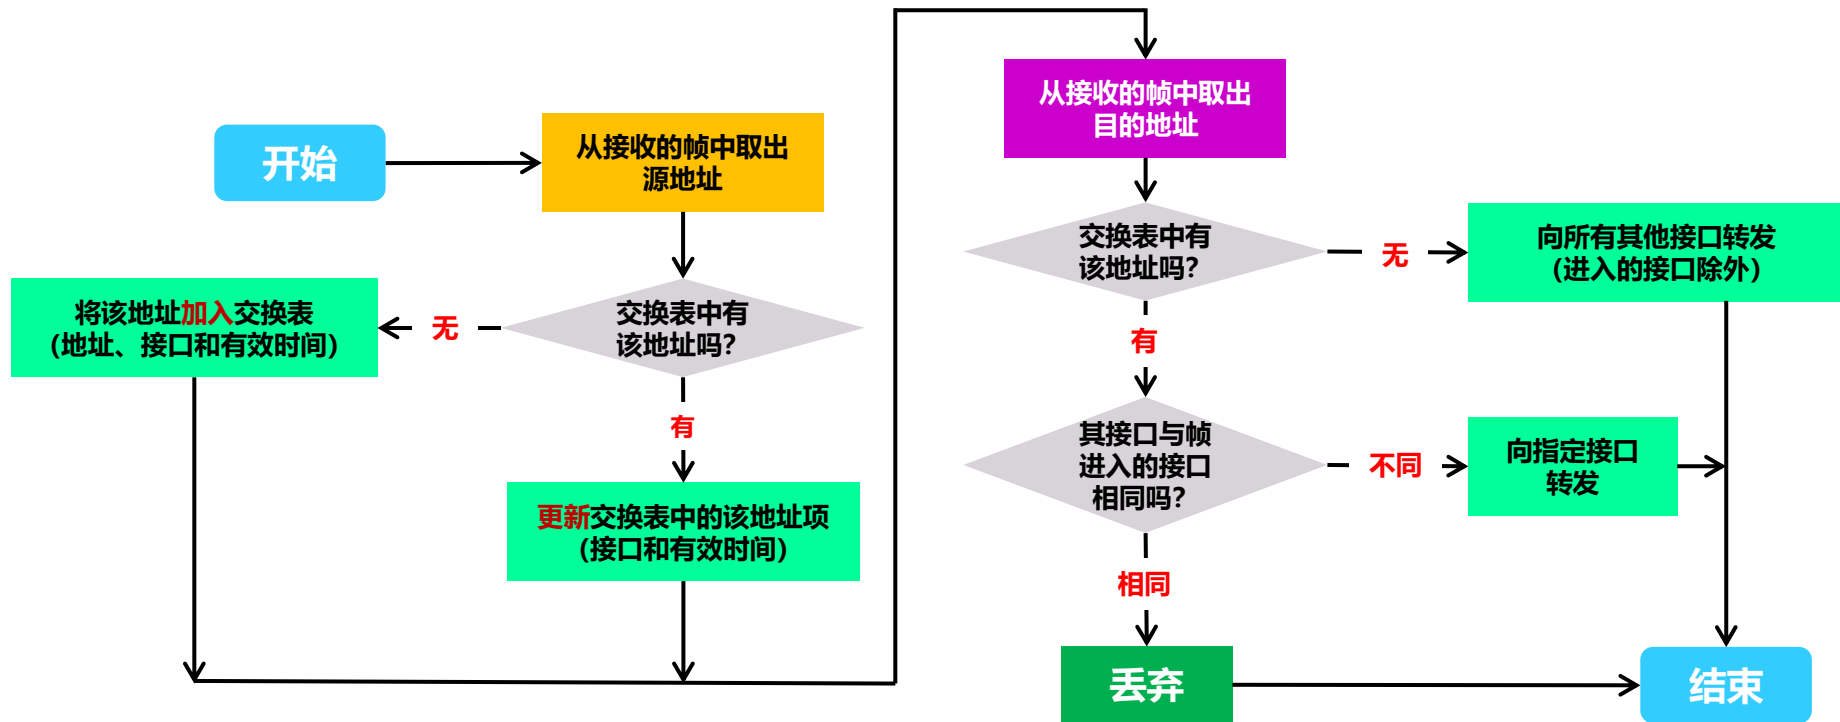 开始
从接收的帧中取出
源地址
交换表中有
该地址吗？
无
将该地址加入交换表
（地址、接口和有效时间）
有
更新交换表中的该地址项
（接口和有效时间）
从接收的帧中取出
目的地址
交换表中有
该地址吗？
无
向所有其他接口转发
（进入的接口除外）
有
其接口与帧
进入的接口
相同吗？
不同
向指定接口
转发
相同
丢弃
结束